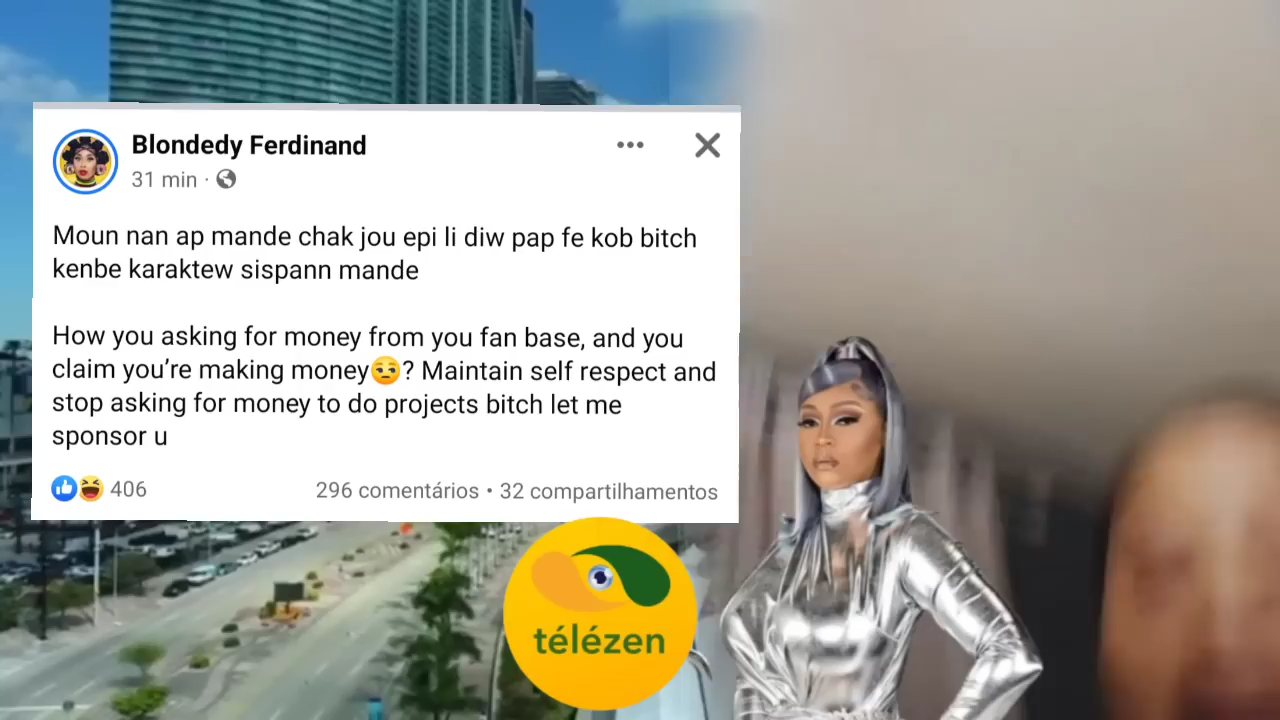 Blondedy Ferdinand
31 min ·
Moun nan ap mande chak jou epi li diw pap fe kob bitch
kenbe karaktew sispann mande
How you asking for money from you fan base, and you
claim you’re making money😒? Maintain self respect and
stop asking for money to do projects bitch let me
sponsor u
406
296 comentários • 32 compartilhamentos
télézen